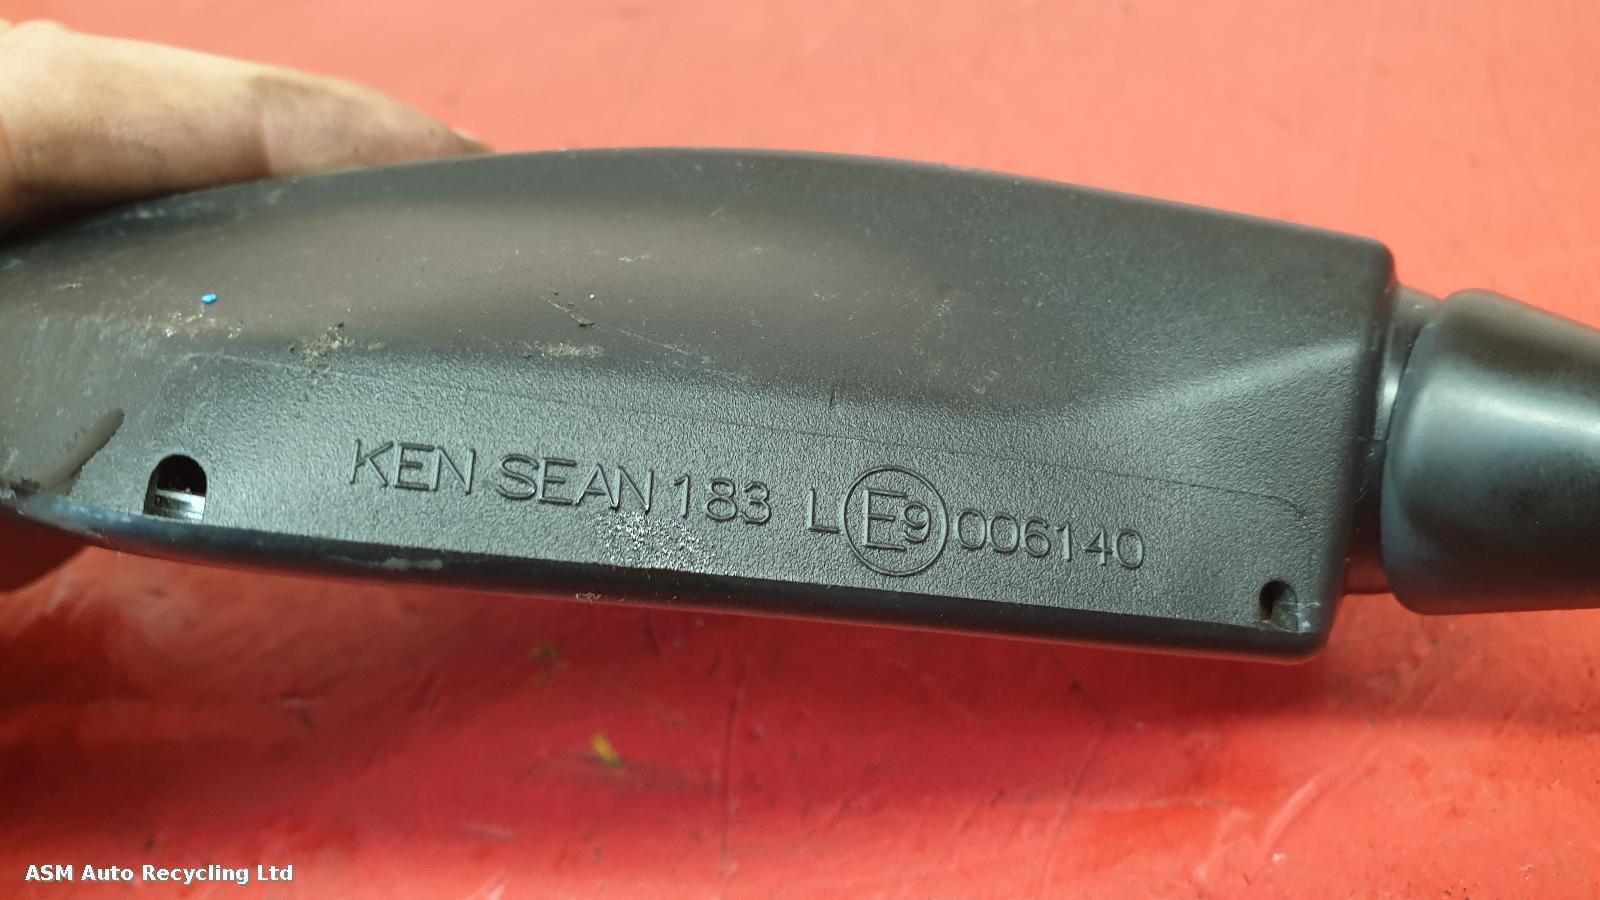 KEN SEAN 183 L E9 006140
ASM Auto Recycling Ltd